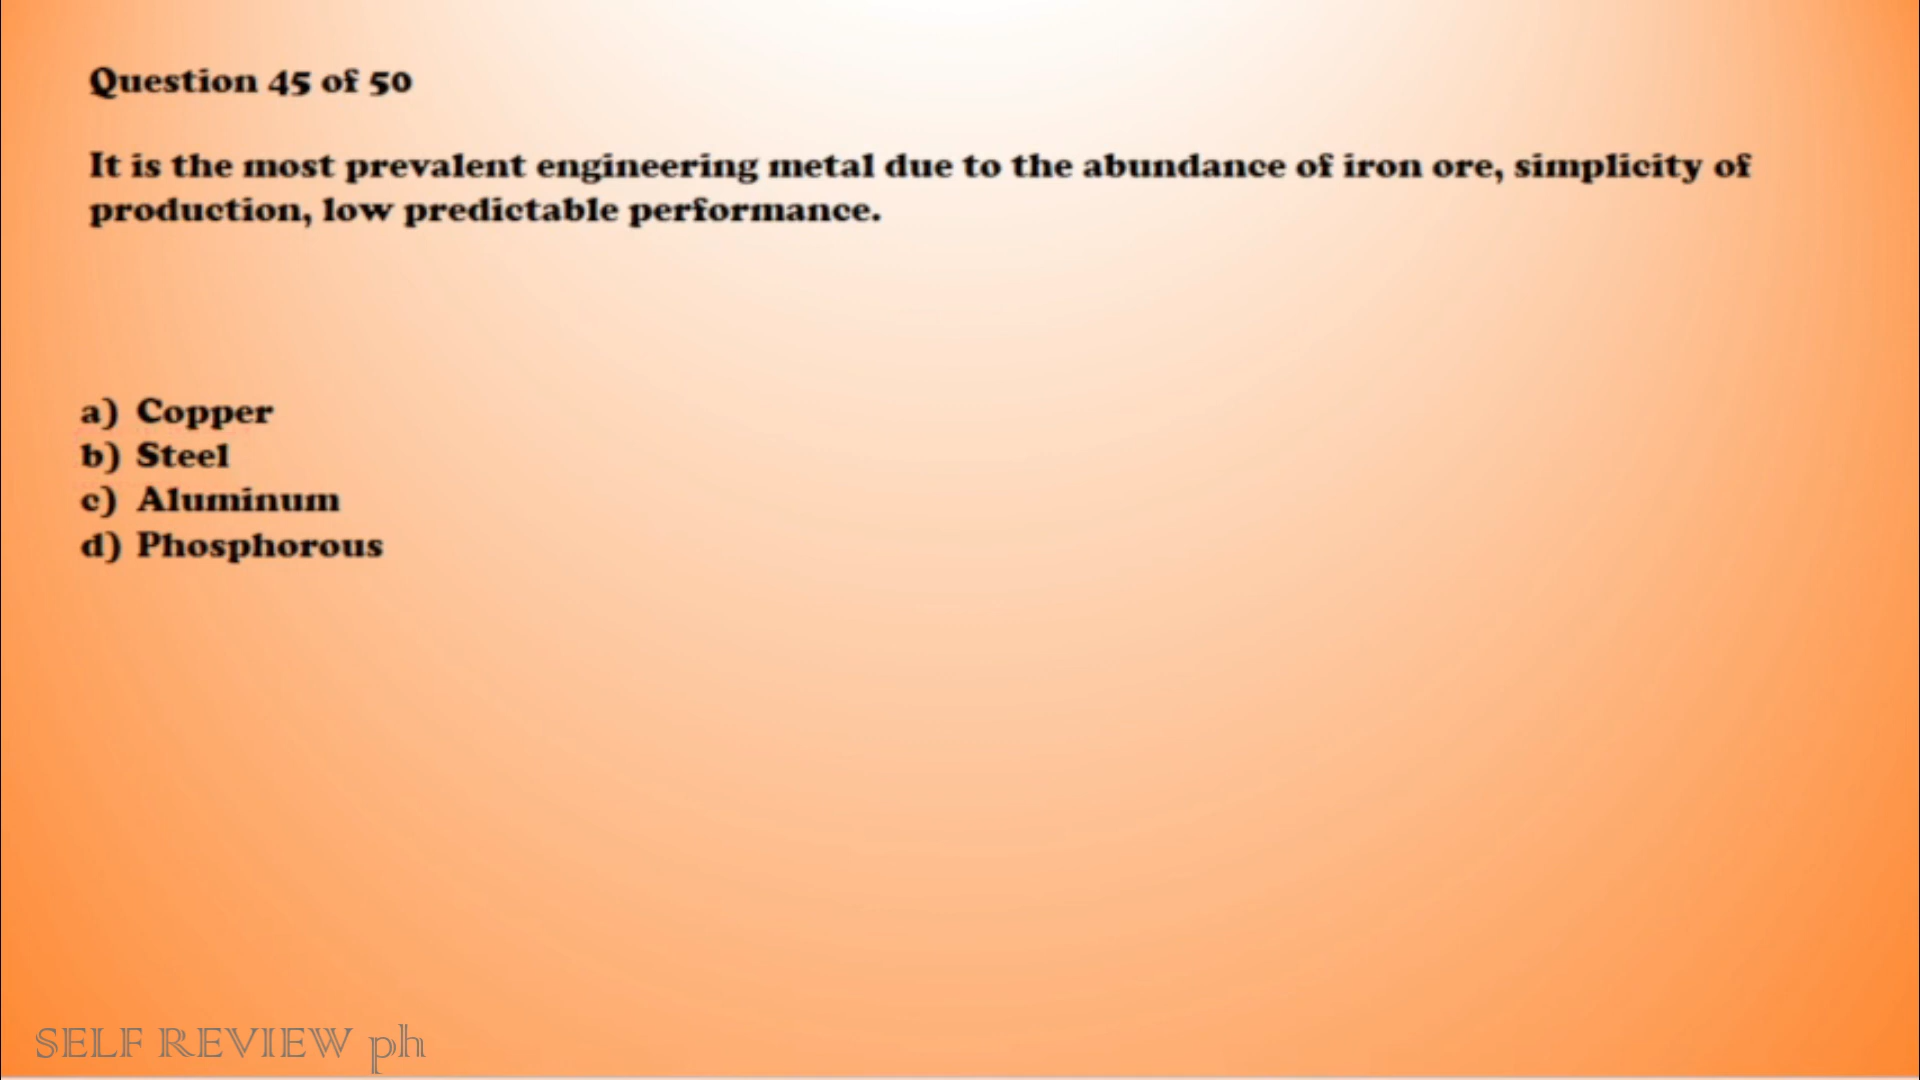 Question 45 of 50
It is the most prevalent engineering metal due to the abundance of iron ore, simplicity of
production, low predictable performance.
a) Copper
b) Steel
c) Aluminum
d) Phosphorous
SELF REVIEW ph